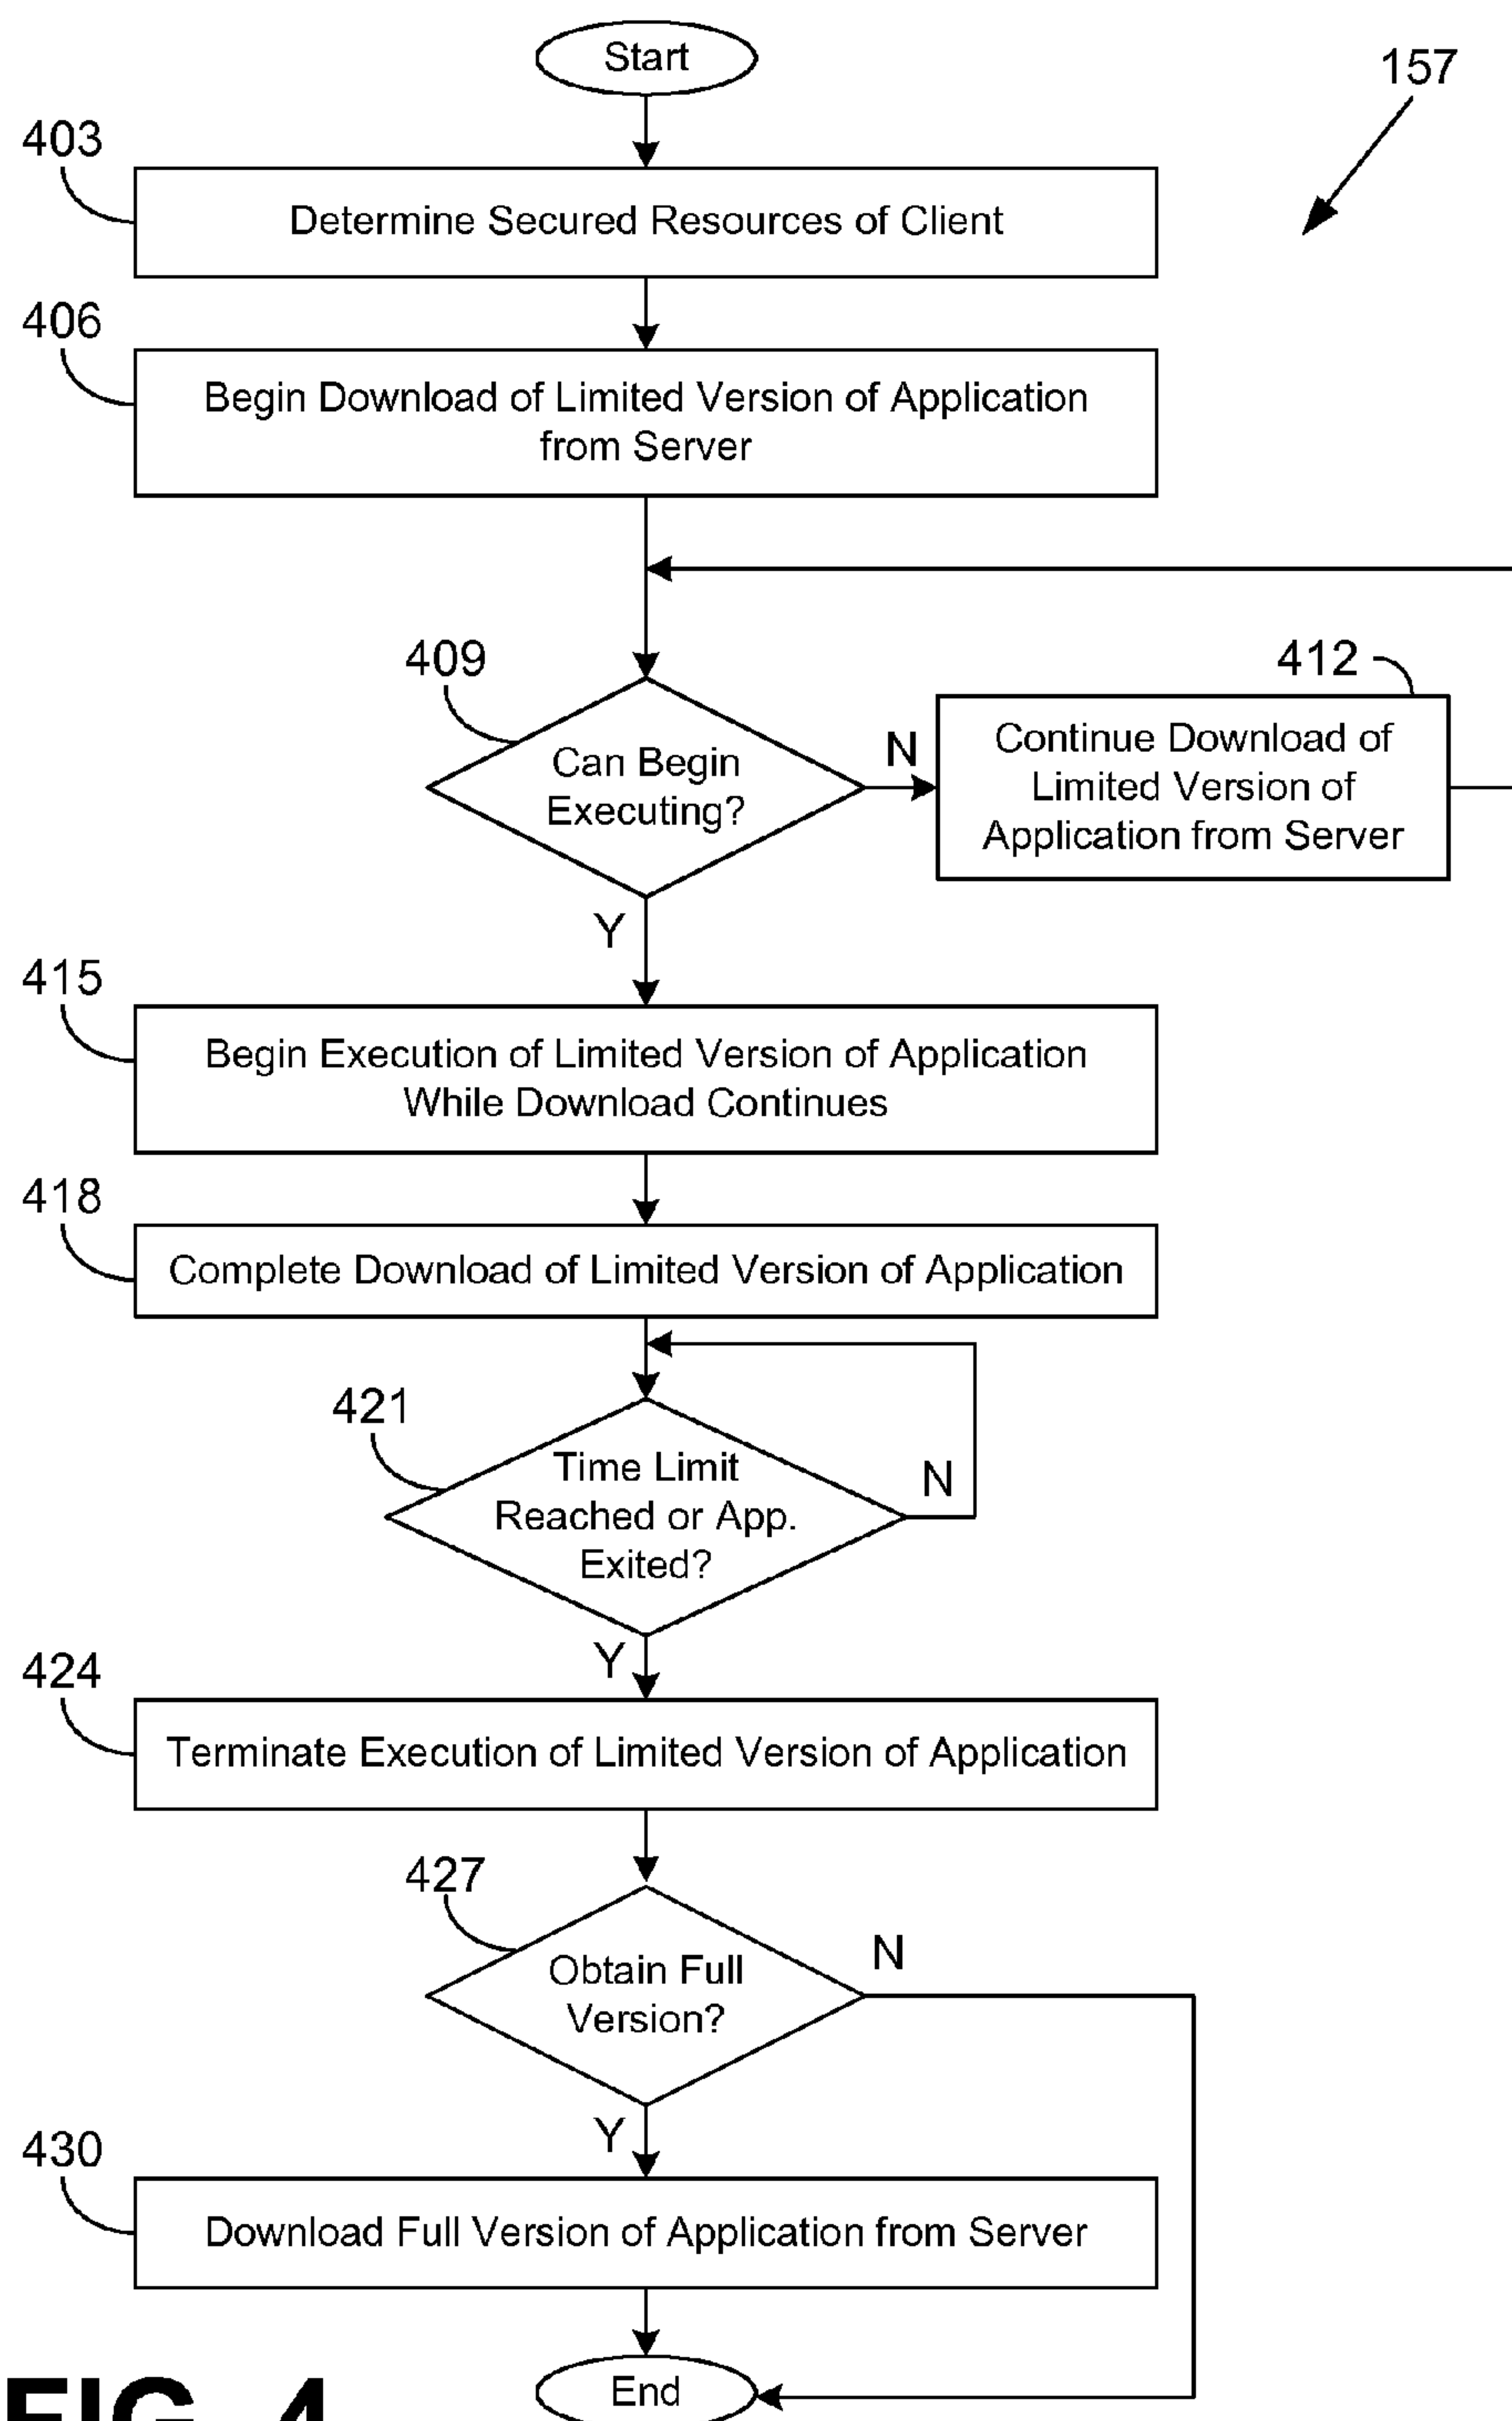 Start
157
403
Determine Secured Resources of Client
406
Begin Download of Limited Version of Application
from Server
409
Can Begin
Executing?
N
412
Continue Download of
Limited Version of
Application from Server
Y
415
Begin Execution of Limited Version of Application
While Download Continues
418
Complete Download of Limited Version of Application
421
Time Limit
Reached or App.
Exited?
N
Y
424
Terminate Execution of Limited Version of Application
427
Obtain Full
Version?
N
Y
430
Download Full Version of Application from Server
End
FIG. 4